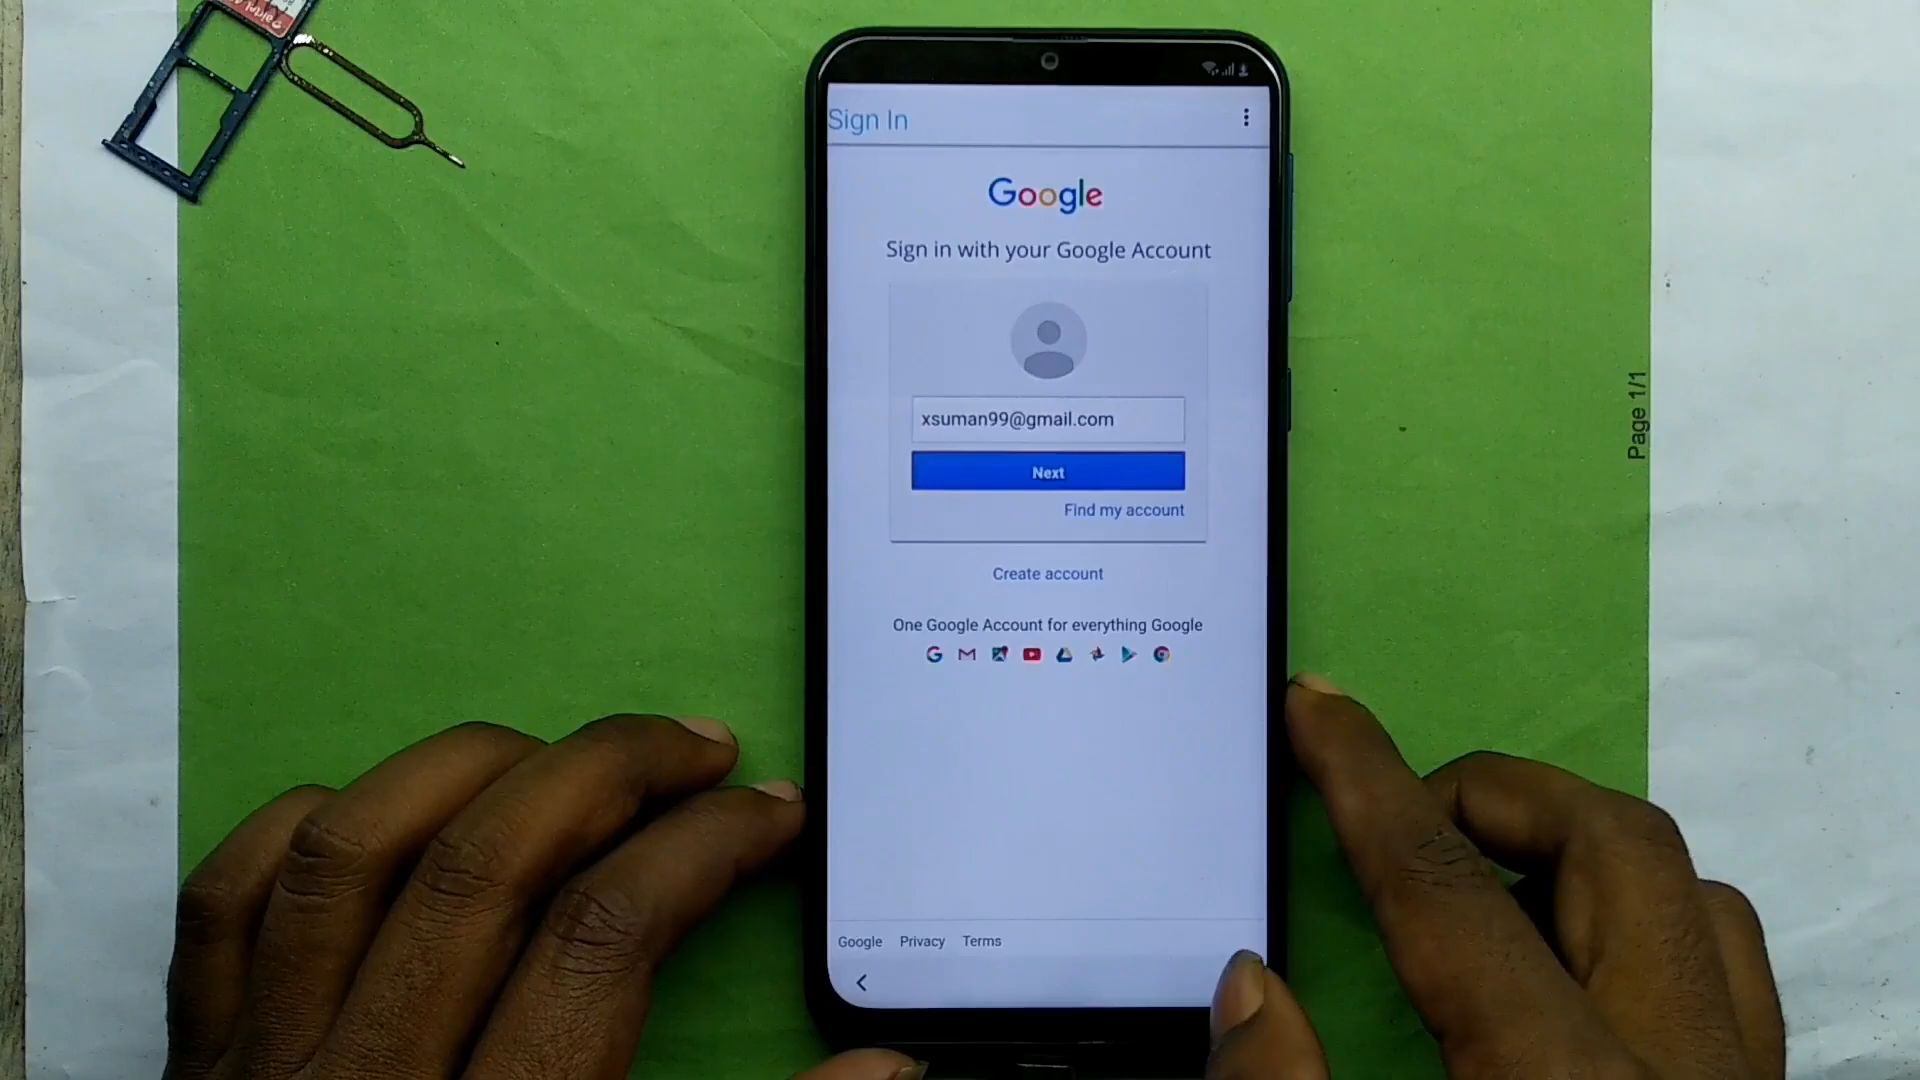 Sign In
Google
Sign in with your Google Account
xsuman99@gmail.com
Next
Find my account
Create account
One Google Account for everything Google
Google Privacy Terms
Page 1/1